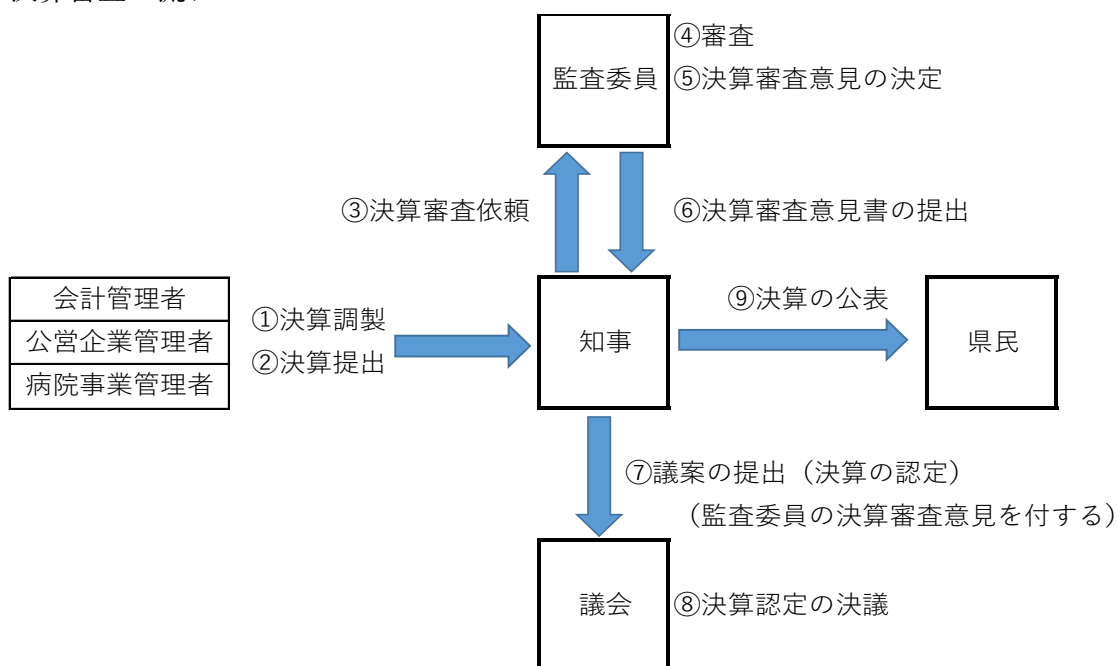 ④審査
監査委員
⑤決算審査意見の決定
③決算審査依頼
⑥決算審査意見書の提出
会計管理者
公営企業管理者
病院事業管理者
①決算調製
②決算提出
知事
⑨決算の公表
県民
⑦議案の提出（決算の認定）
（監査委員の決算審査意見を付する）
議会
⑧決算認定の決議